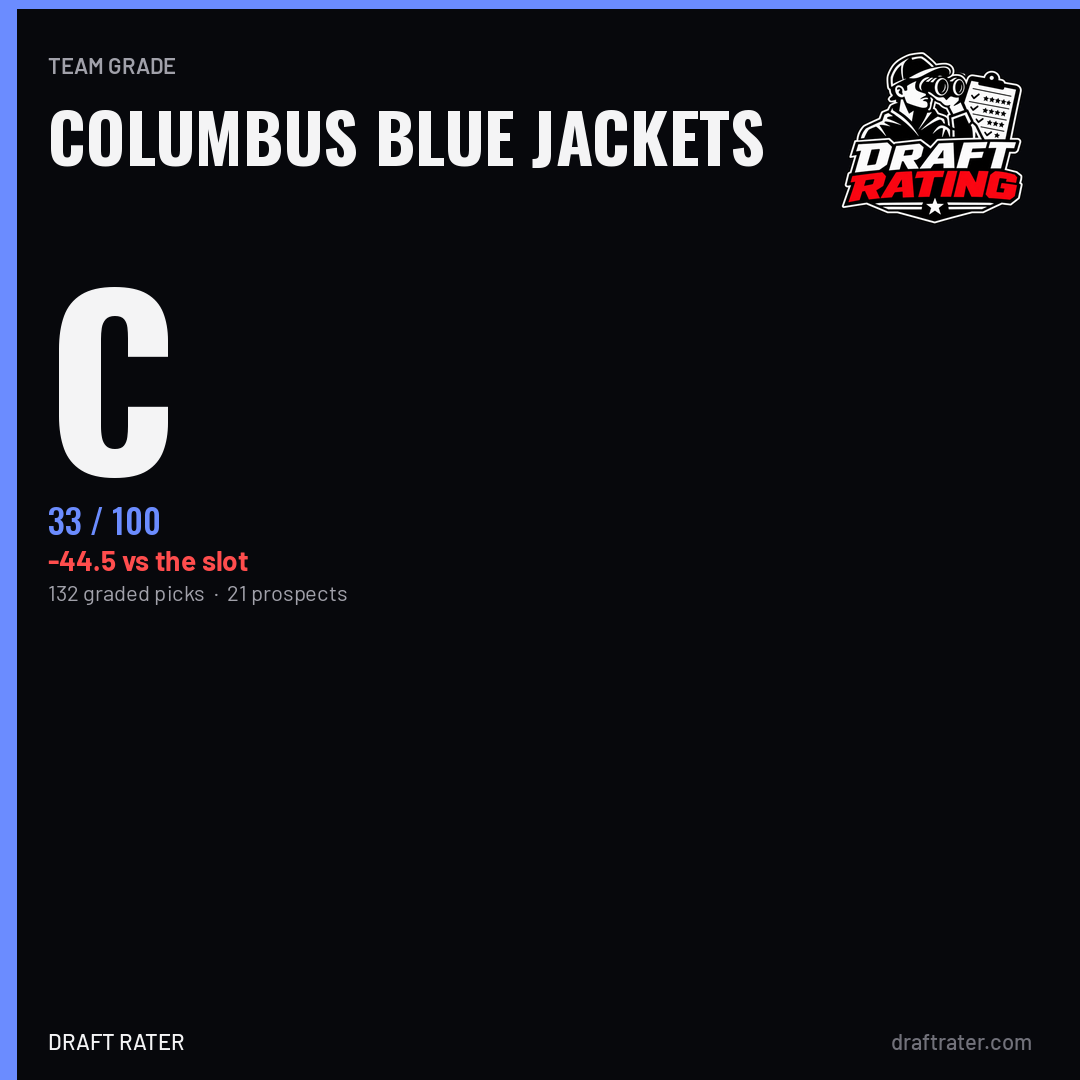 TEAM GRADE
COLUMBUS BLUE JACKETS
DRAFT
RATING
C
33 / 100
-44.5 vs the slot
132 graded picks · 21 prospects
DRAFT RATER
draftrater.com